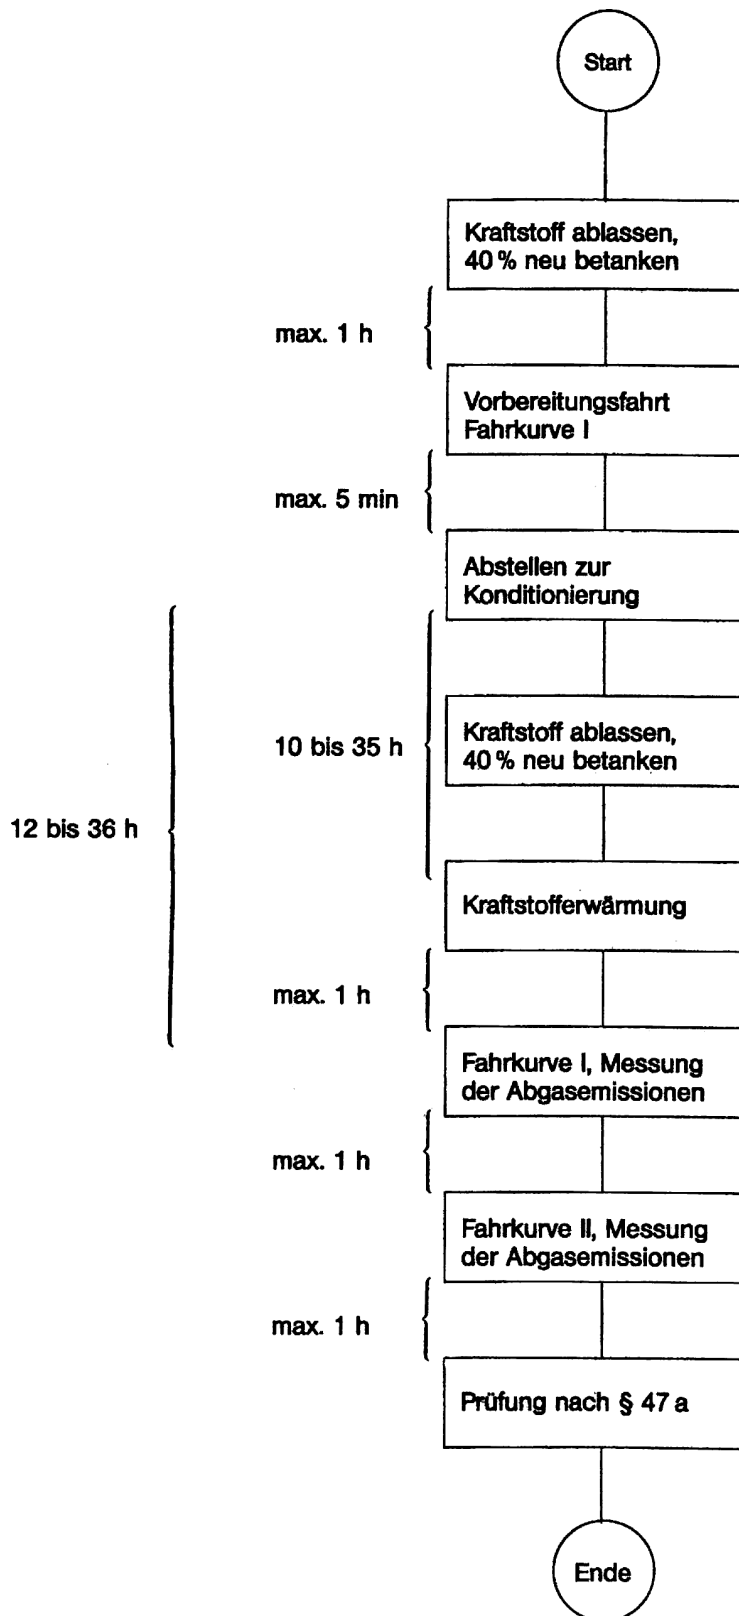 Start
Kraftstoff ablassen,
40 % neu betanken
max. 1 h
Vorbereitungsfahrt
Fahrkurve I
max. 5 min
Abstellen zur
Konditionierung
10 bis 35 h
Kraftstoff ablassen,
40 % neu betanken
12 bis 36 h
Kraftstofferwärmung
max. 1 h
Fahrkurve I, Messung
der Abgasemissionen
max. 1 h
Fahrkurve II, Messung
der Abgasemissionen
max. 1 h
Prüfung nach § 47 a
Ende